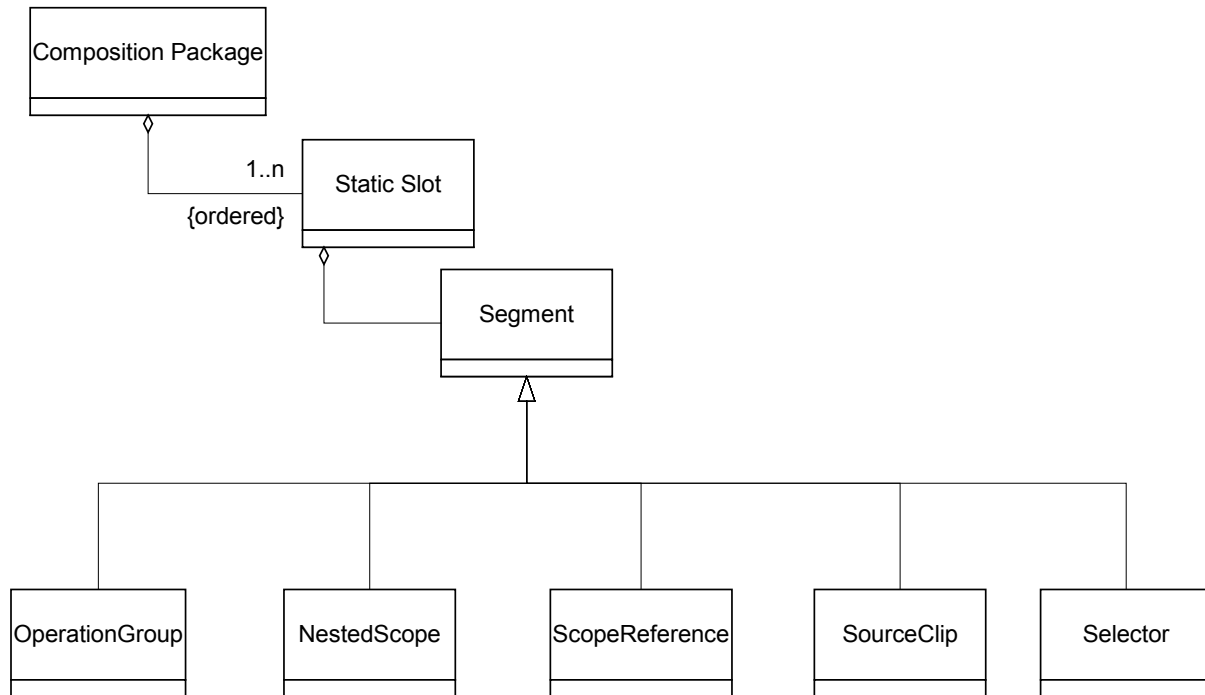 Composition Package
1..n
Static Slot
{ordered}
Segment
OperationGroup
NestedScope
ScopeReference
SourceClip
Selector